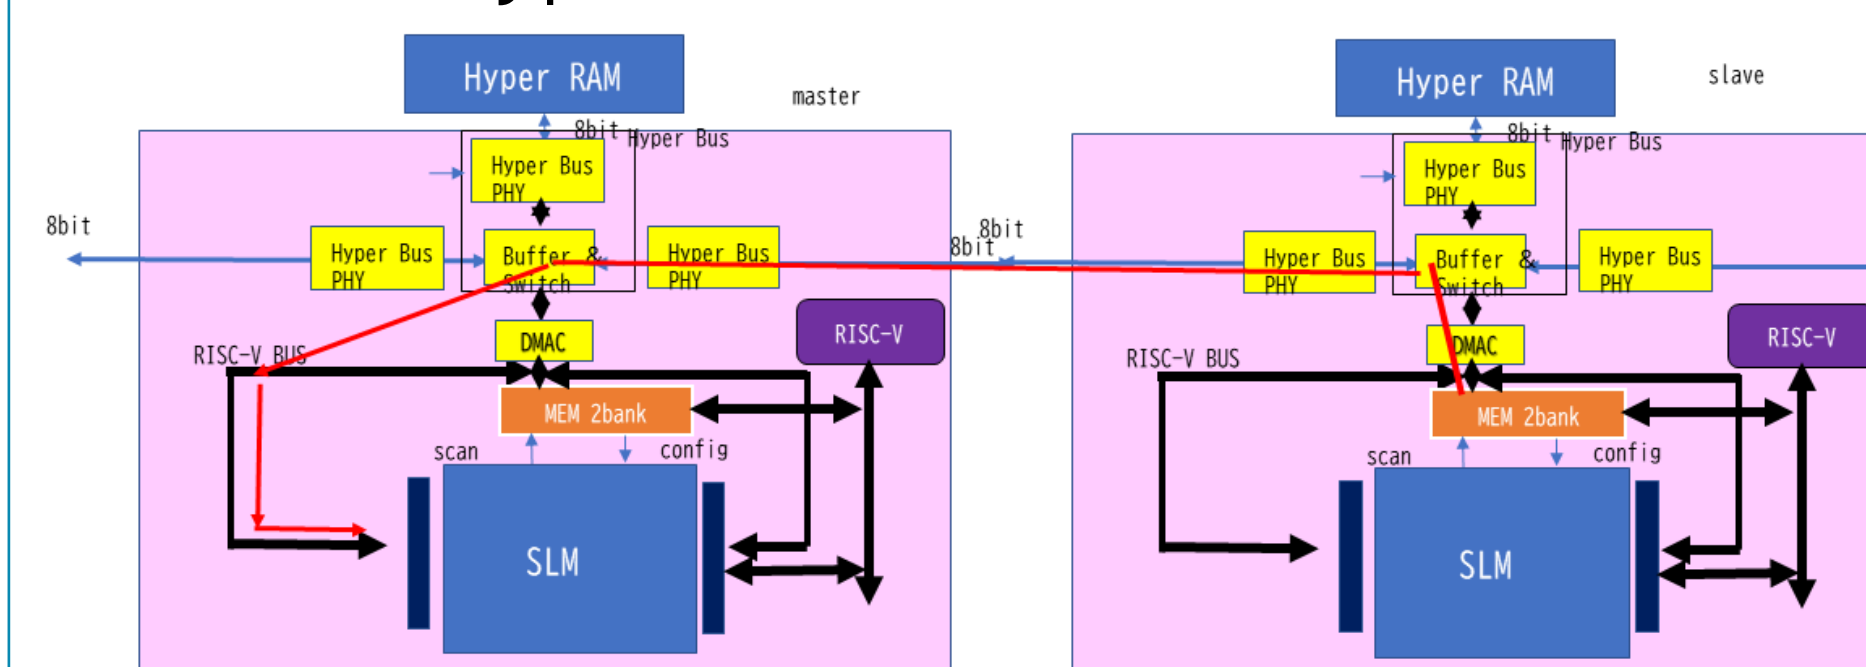 Hyper RAM
master
8bit
Hyper Bus
Hyper Bus
PHY
8bit
Hyper Bus
PHY
Buffer &
Switch
Hyper Bus
PHY
8bit
DMAC
RISC-V
RISC-V BUS
MEM 2bank
scan
config
SLM
Hyper RAM
slave
8bit
Hyper Bus
Hyper Bus
PHY
8bit
Hyper Bus
PHY
Buffer &
Switch
Hyper Bus
PHY
DMAC
RISC-V
RISC-V BUS
MEM 2bank
scan
config
SLM